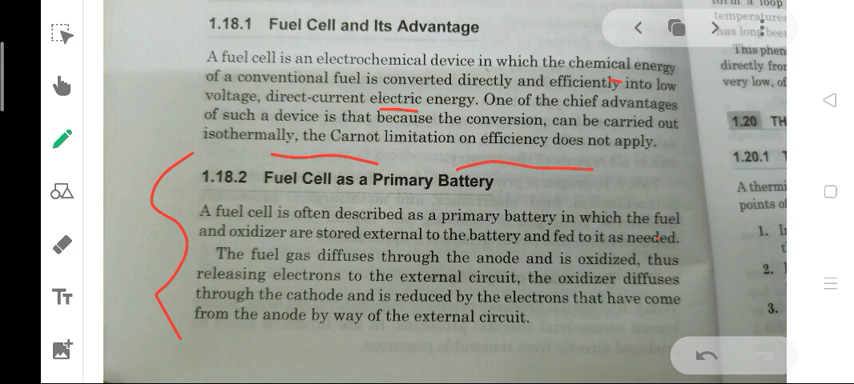 1.18.1 Fuel Cell and Its Advantage
A fuel cell is an electrochemical device in which the chemical energy
of a conventional fuel is converted directly and efficiently into low
voltage, direct-current electric energy. One of the chief advantages
of such a device is that because the conversion, can be carried out
isothermally, the Carnot limitation on efficiency does not apply.
1.18.2 Fuel Cell as a Primary Battery
A fuel cell is often described as a primary battery in which the fuel
and oxidizer are stored external to the battery and fed to it as needed.
The fuel gas diffuses through the anode and is oxidized, thus
releasing electrons to the external circuit, the oxidizer diffuses
through the cathode and is reduced by the electrons that have come
from the anode by way of the external circuit.
a loop
temperatures
has long been
This phen
directly fro
very low, of
1.20 TH
1.20.1
A thermi
points of
1.
2.
3.
Tт